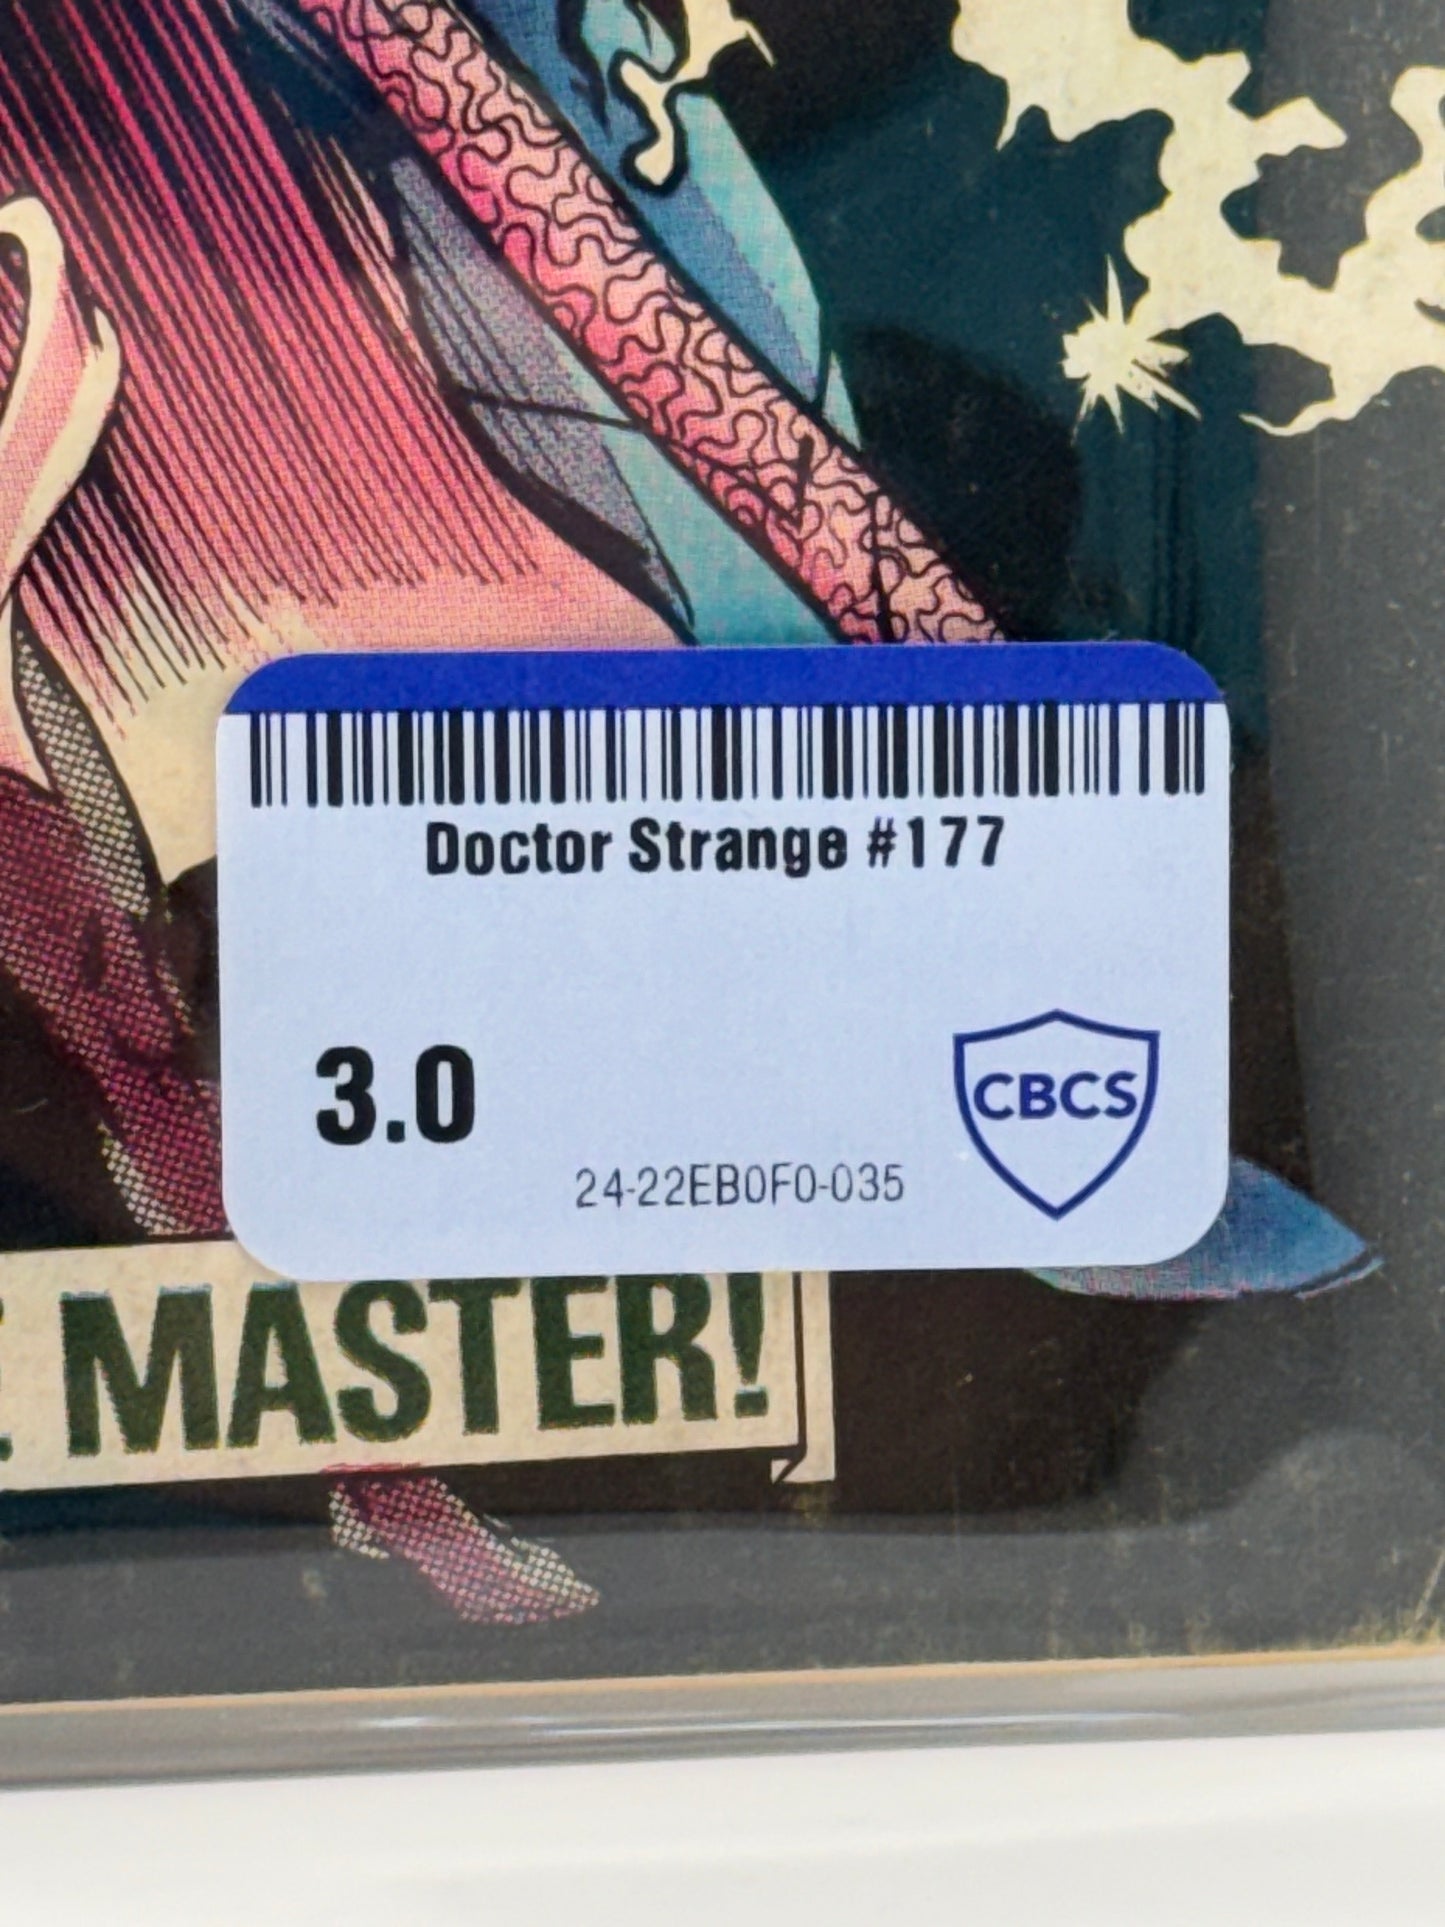 Doctor Strange #177
3.0
CBCS
24-22EB0F0-035
MASTER!